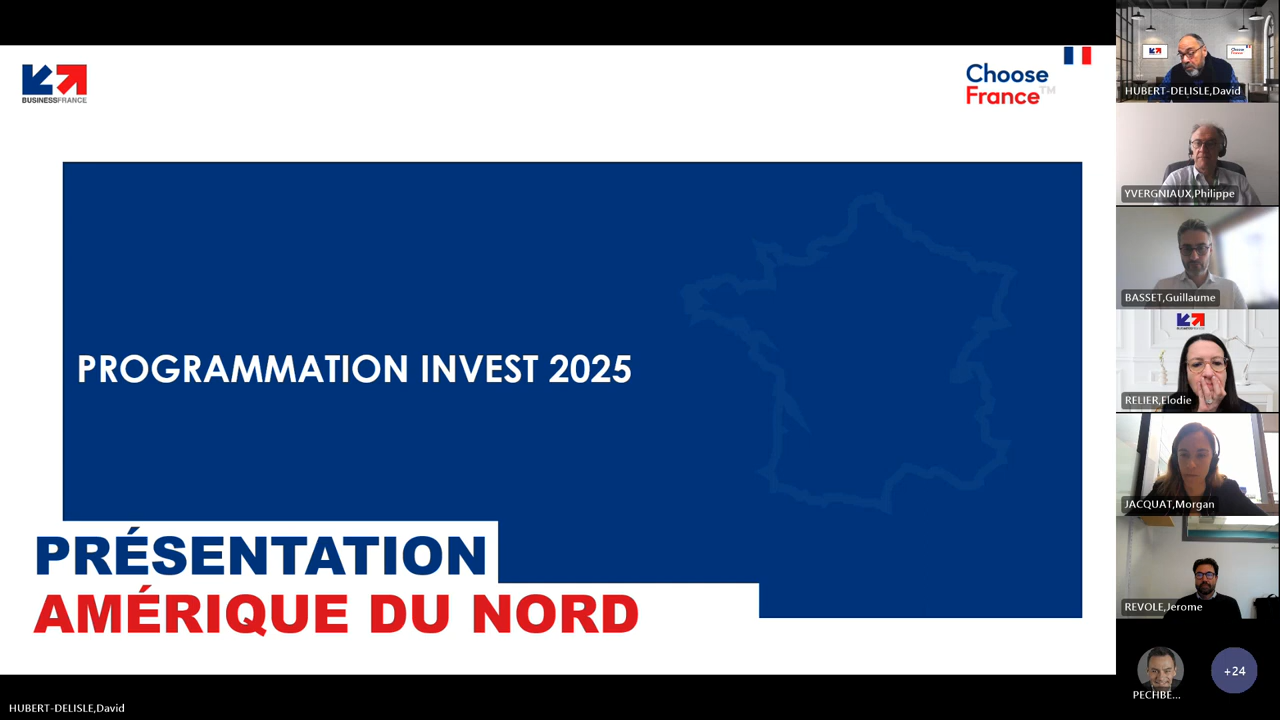 BUSINESSFRANCE
Choose
France™
PROGRAMMATION INVEST 2025
PRÉSENTATION
AMÉRIQUE DU NORD
HUBERT-DELISLE,David
HUBERT-DELISLE,David
YVERGNIAUX,Philippe
BASSET,Guillaume
RELIER,Elodie
JACQUAT,Morgan
REVOLE,Jerome
PECHBE...
+24